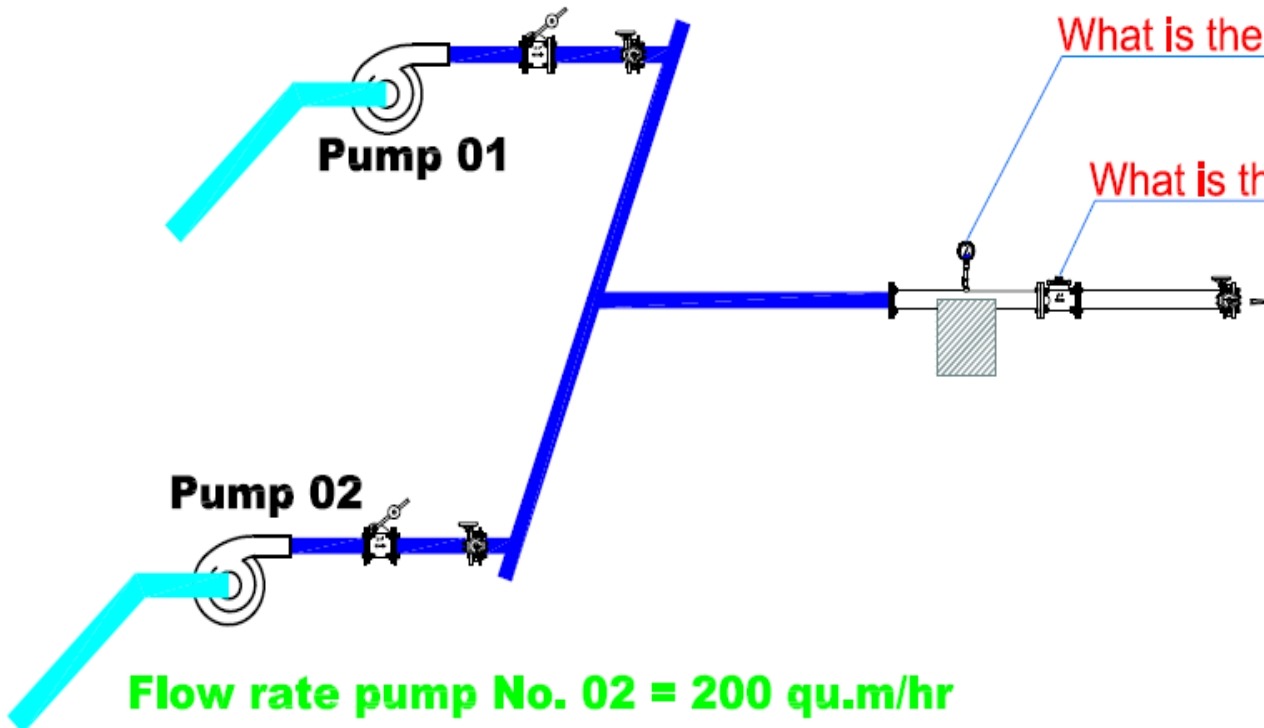 What is the
What is th
Pump 01
Pump 02
Flow rate pump No. 02 = 200 qu.m/hr